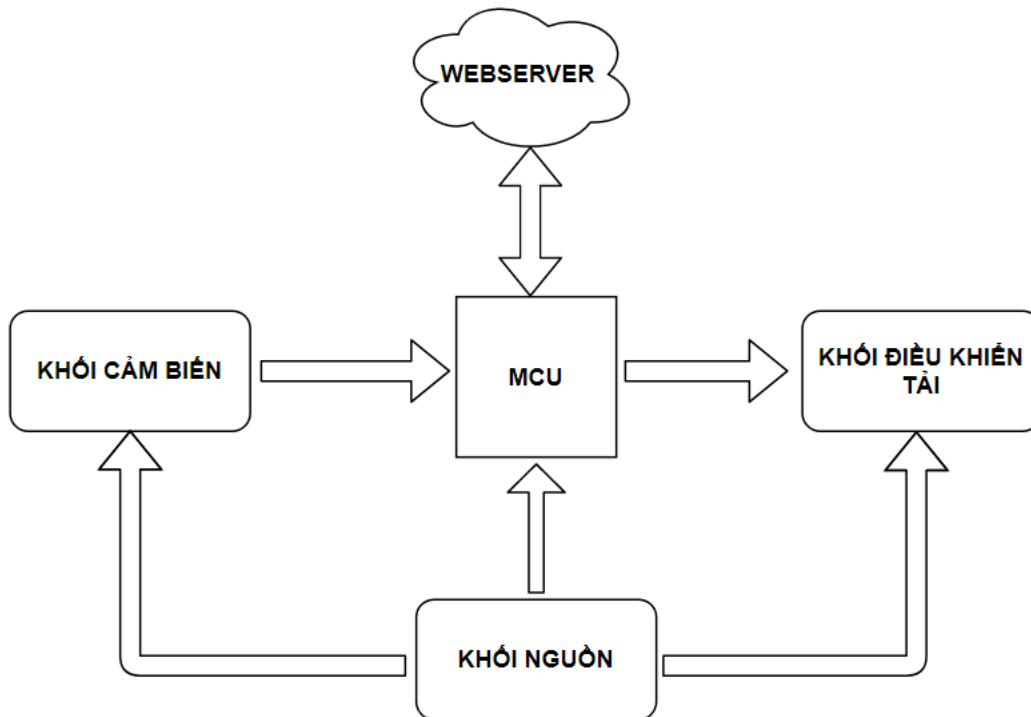 WEBSERVER
KHỐI CẢM BIẾN
MCU
KHỐI ĐIỀU KHIỂN
TẢI
KHỐI NGUỒN